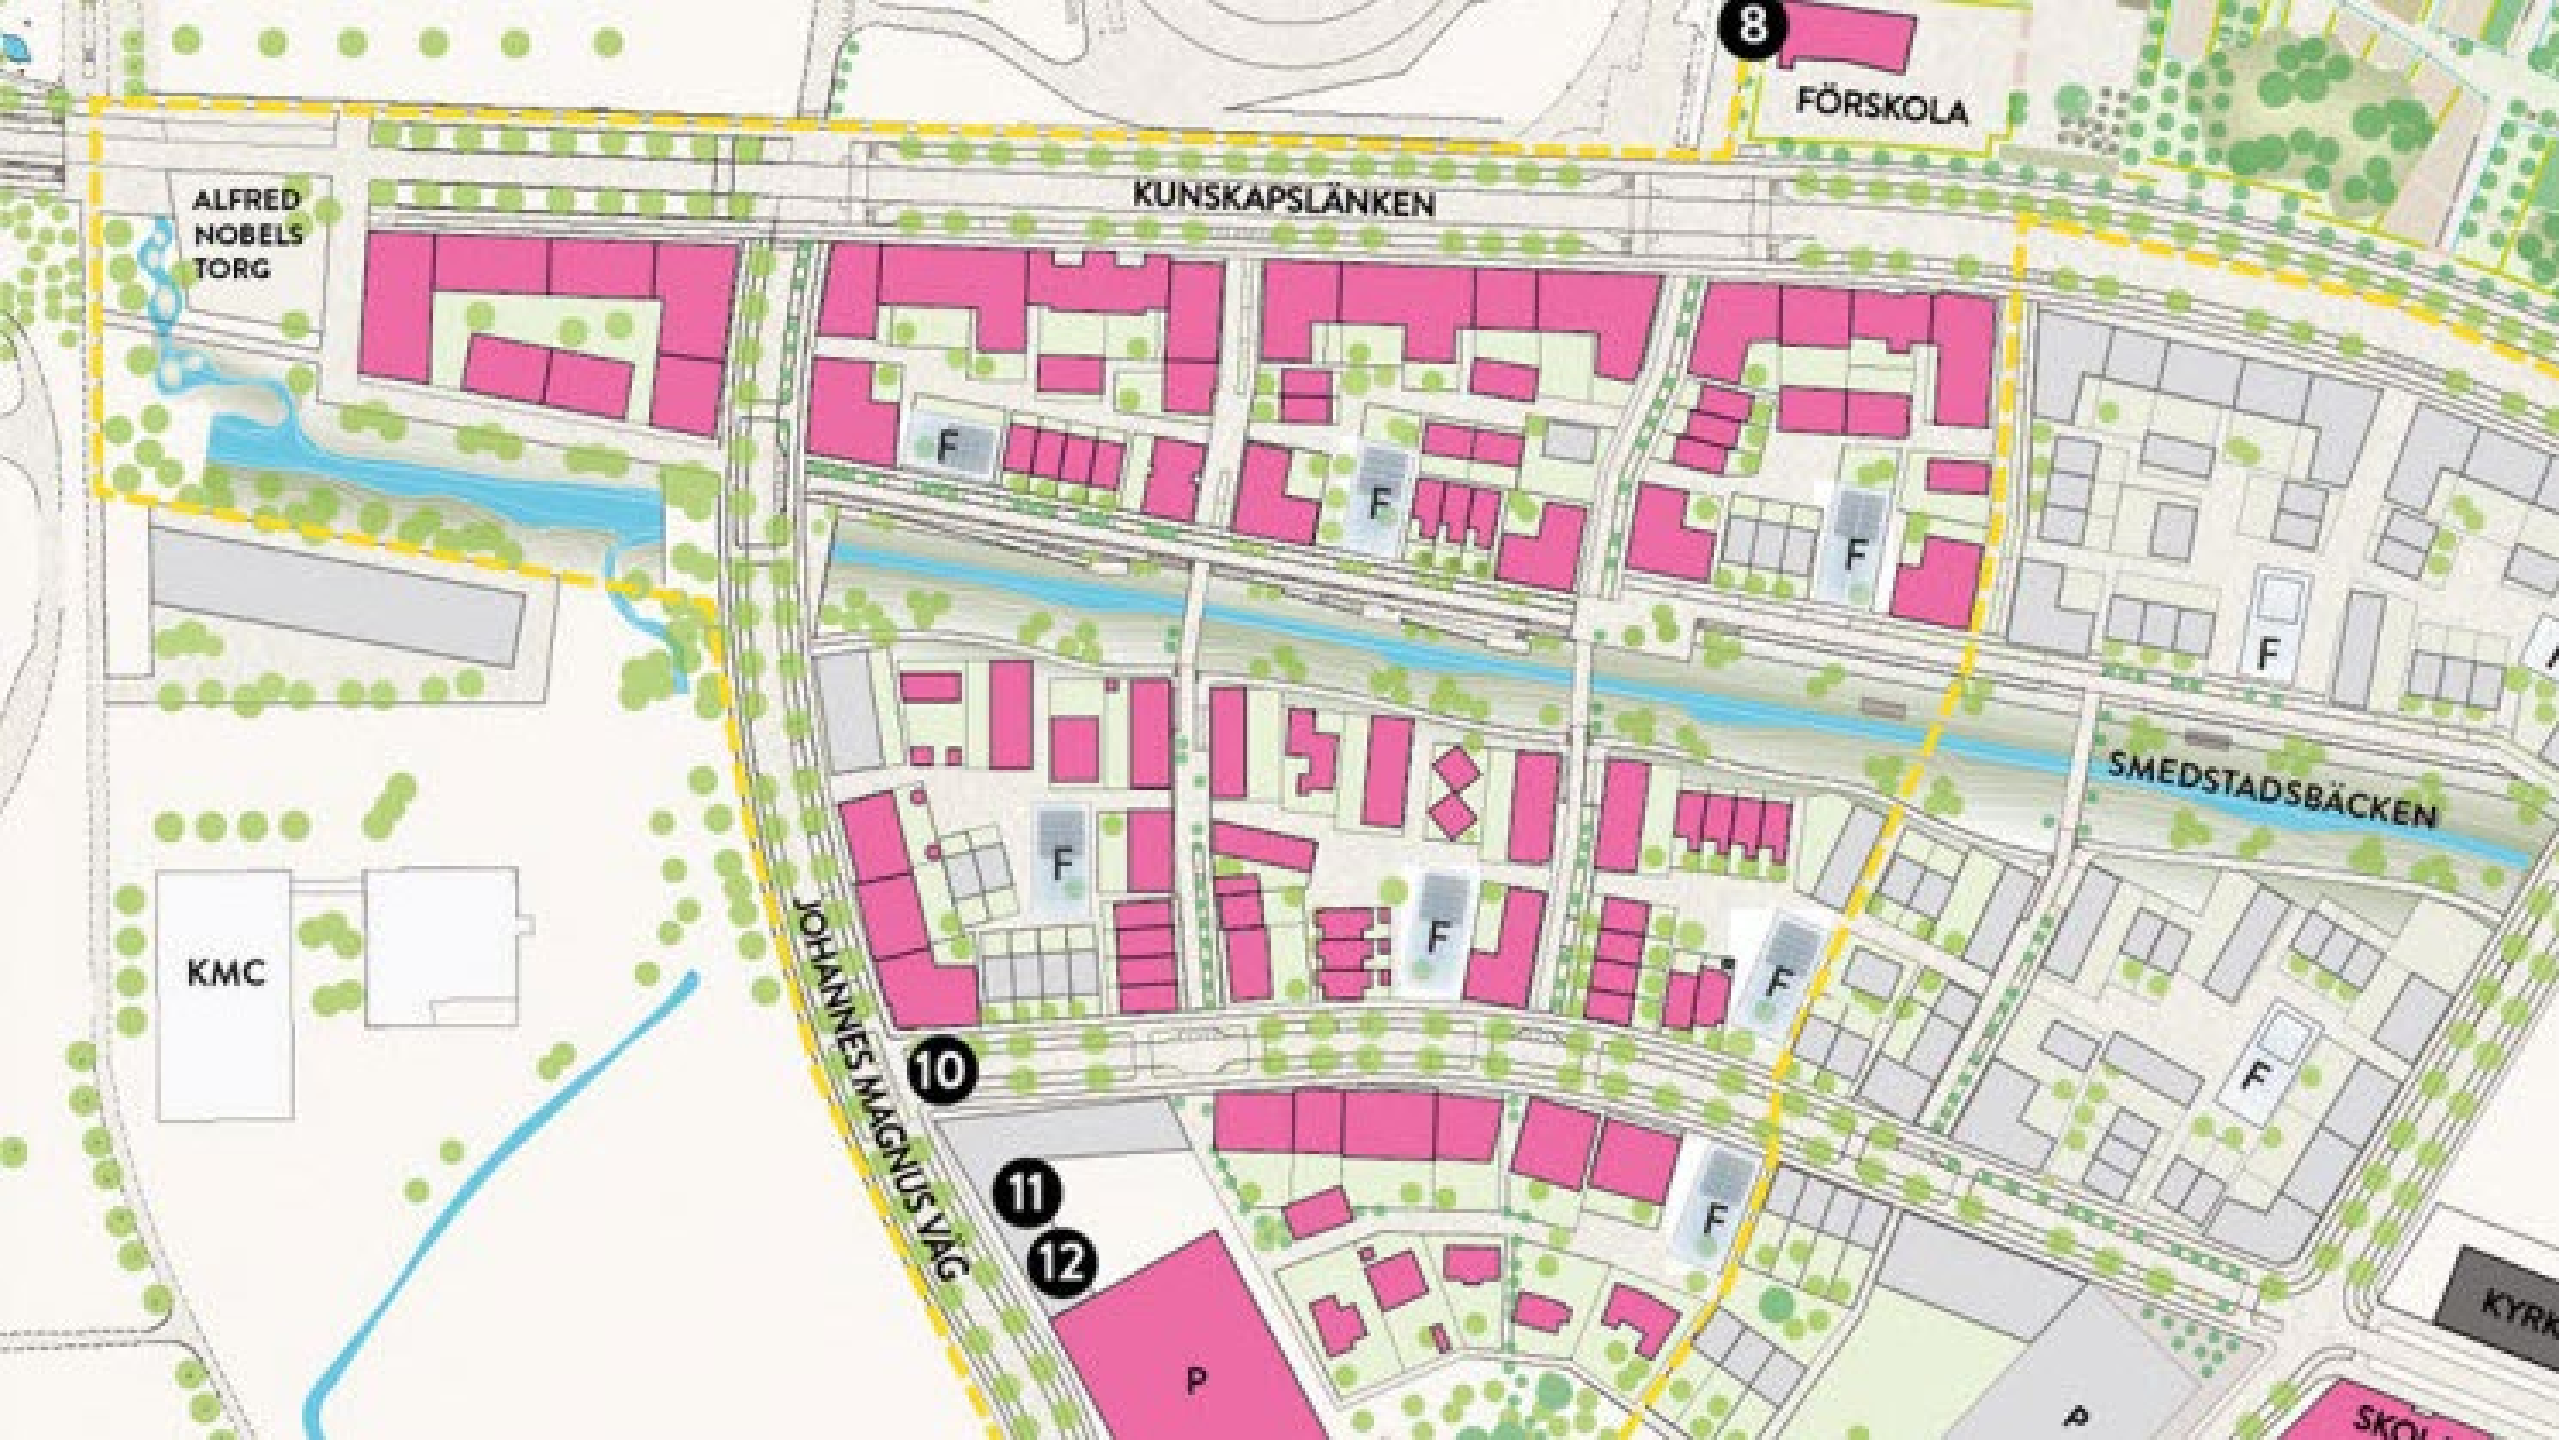 8
FÖRSKOLA
KUNSKAPSLÄNKEN
ALFRED
NOBELS
TORG
F
F
F
F
SMEDSTADSBÄCKEN
F
F
F
KMC
JOHANNES MAGNUS VÄG
10
F
11
12
F
P
P